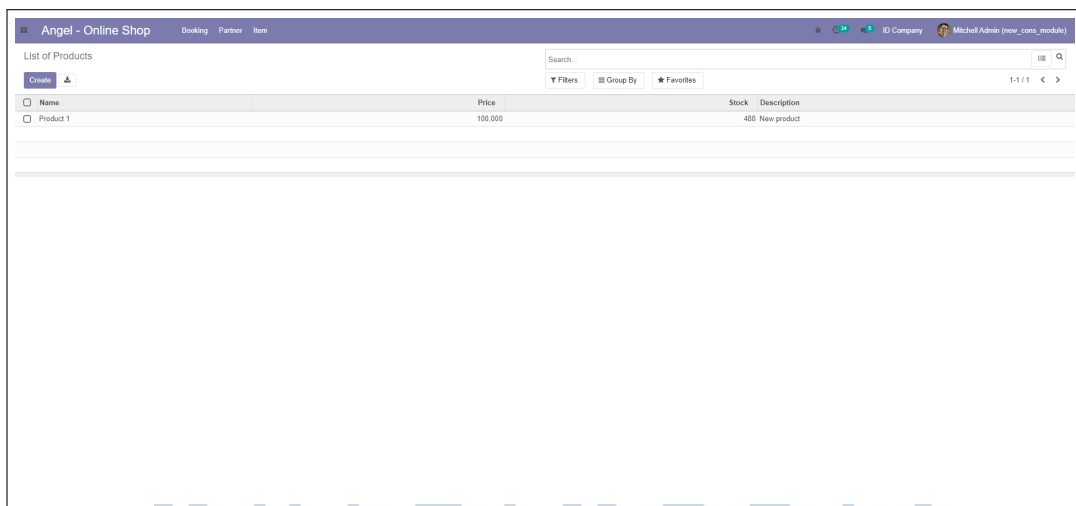 Angel - Online Shop Booking Partner Item 24 5 ID Company Mitchell Admin (new_cons_module)
List of Products
Search...
Create Filters Group By Favorites 1-1 / 1
Name Price Stock Description
Product 1 100,000 488 New product